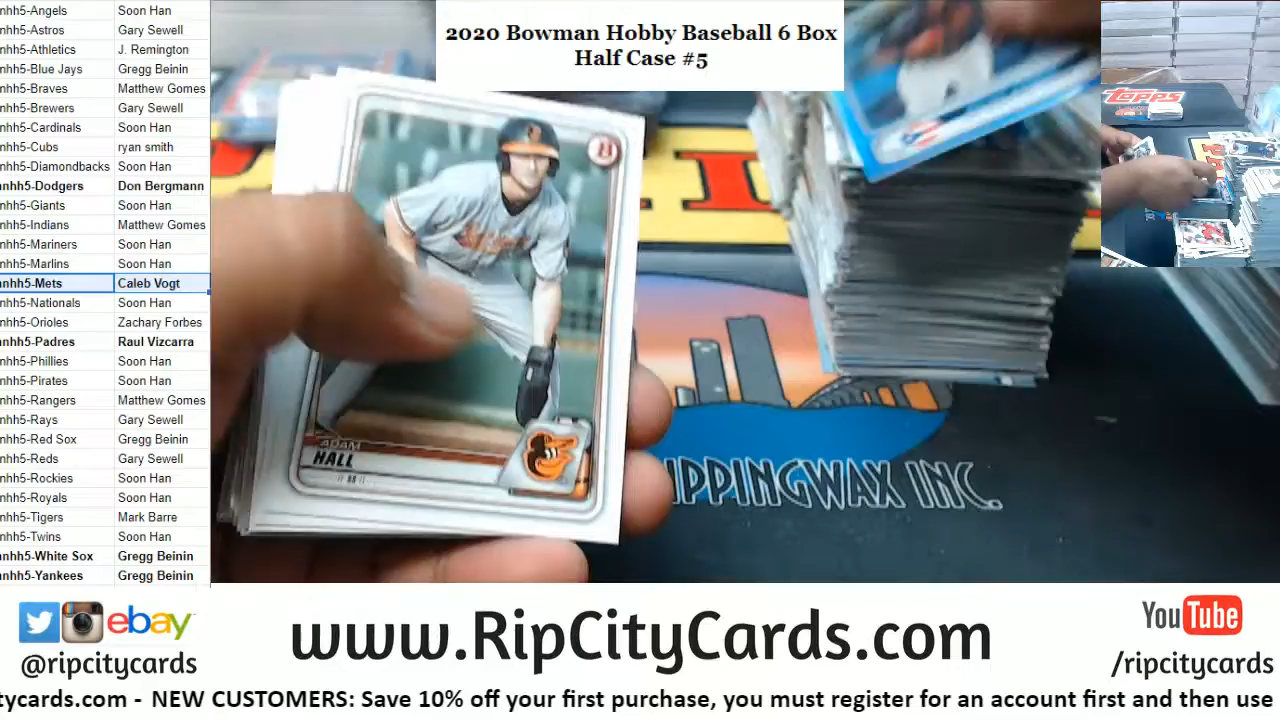 nhh5-Angels Soon Han
nhh5-Astros Gary Sewell
nhh5-Athletics J. Remington
nhh5-Blue Jays Gregg Beinin
nhh5-Braves Matthew Gomes
nhh5-Brewers Gary Sewell
nhh5-Cardinals Soon Han
nhh5-Cubs ryan smith
nhh5-Diamondbacks Soon Han
nhh5-Dodgers Don Bergmann
nhh5-Giants Soon Han
nhh5-Indians Matthew Gomes
nhh5-Mariners Soon Han
nhh5-Marlins Soon Han
nhh5-Mets Caleb Vogt
nhh5-Nationals Soon Han
nhh5-Orioles Zachary Forbes
nhh5-Padres Raul Vizcarra
nhh5-Phillies Soon Han
nhh5-Pirates Soon Han
nhh5-Rangers Matthew Gomes
nhh5-Rays Gary Sewell
nhh5-Red Sox Gregg Beinin
nhh5-Reds Gary Sewell
nhh5-Rockies Soon Han
nhh5-Royals Soon Han
nhh5-Tigers Mark Barre
nhh5-Twins Soon Han
nhh5-White Sox Gregg Beinin
nhh5-Yankees Gregg Beinin
2020 Bowman Hobby Baseball 6 Box
Half Case #5
Topps
B
ADAM
HALL
IPPINGWAX INC.
ebay
@ripcitycards
www.RipCityCards.com
YouTube
/ripcitycards
tycards.com - NEW CUSTOMERS: Save 10% off your first purchase, you must register for an account first and then use